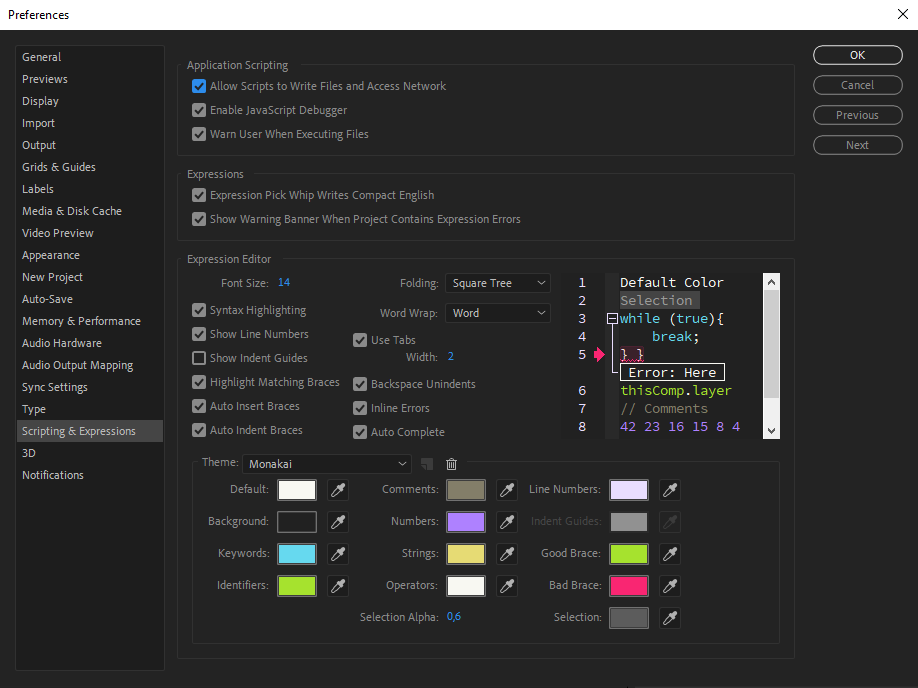 Preferences
General
Previews
Display
Import
Output
Grids & Guides
Labels
Media & Disk Cache
Video Preview
Appearance
New Project
Auto-Save
Memory & Performance
Audio Hardware
Audio Output Mapping
Sync Settings
Type
Scripting & Expressions
3D
Notifications
Application Scripting
Allow Scripts to Write Files and Access Network
Enable JavaScript Debugger
Warn User When Executing Files
Expressions
Expression Pick Whip Writes Compact English
Show Warning Banner When Project Contains Expression Errors
Expression Editor
Font Size: 14
Syntax Highlighting
Show Line Numbers
Show Indent Guides
Highlight Matching Braces
Auto Insert Braces
Auto Indent Braces
Folding: Square Tree
Word Wrap: Word
Use Tabs
Width: 2
Backspace Unindents
Inline Errors
Auto Complete
1 Default Color
2 Selection
3 while (true){
4 break;
5 } }
Error: Here
6 thisComp.layer
7 // Comments
8 42 23 16 15 8 4
Theme: Monakai
Default: Comments: Line Numbers:
Background: Numbers: Indent Guides:
Keywords: Strings: Good Brace:
Identifiers: Operators: Bad Brace:
Selection Alpha: 0,6 Selection:
OK
Cancel
Previous
Next